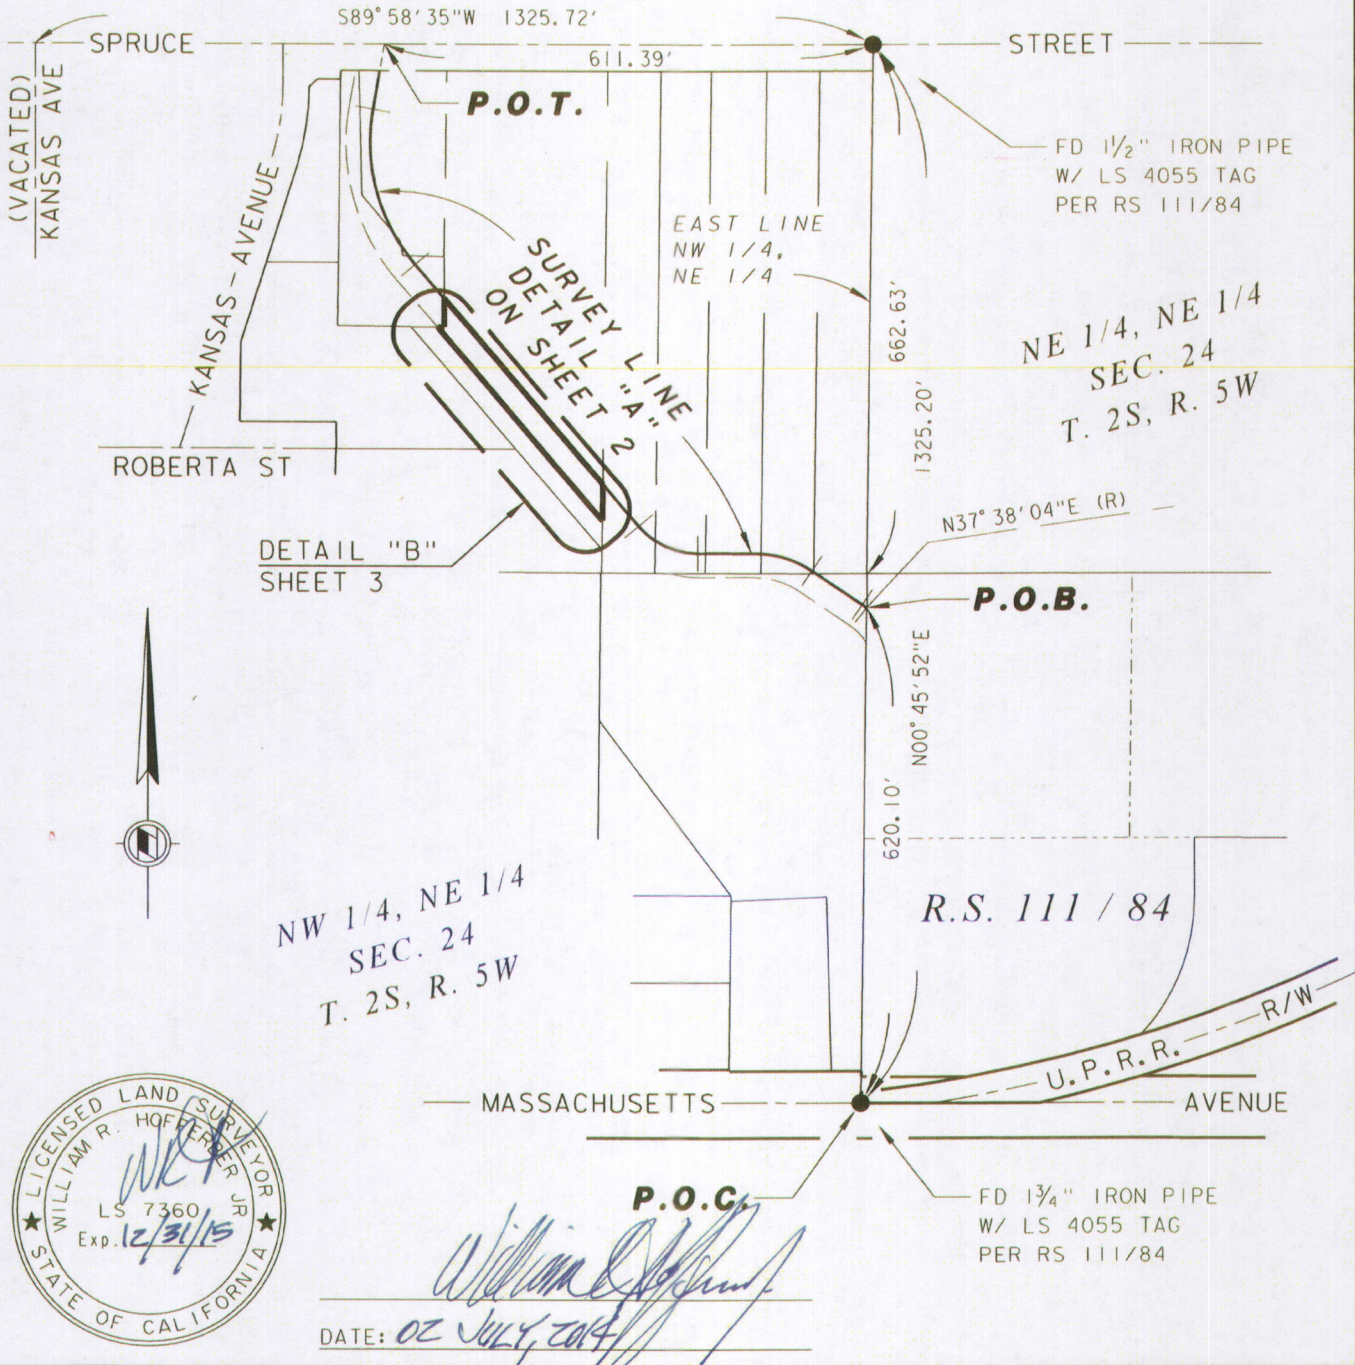 S89°58'35"W 1325.72'
SPRUCE
STREET
611.39'
(VACATED)
KANSAS AVE
P.O.T.
FD 1½" IRON PIPE
W/ LS 4055 TAG
PER RS 111/84
KANSAS AVENUE
EAST LINE
NW 1/4,
NE 1/4
SURVEY LINE
DETAIL "A"
ON SHEET 2
662.63'
1325.20'
NE 1/4, NE 1/4
SEC. 24
T. 2S, R. 5W
ROBERTA ST
N37°38'04"E (R)
DETAIL "B"
SHEET 3
P.O.B.
N00°45'52"E
620.10'
NW 1/4, NE 1/4
SEC. 24
T. 2S, R. 5W
R.S. 111 / 84
U.P.R.R. R/W
MASSACHUSETTS
AVENUE
P.O.C.
FD 1¾" IRON PIPE
W/ LS 4055 TAG
PER RS 111/84
LICENSED LAND SURVEYOR
WILLIAM R. HOFFERBER JR
LS 7360
Exp. 12/31/15
STATE OF CALIFORNIA
DATE: 02 JULY, 2014